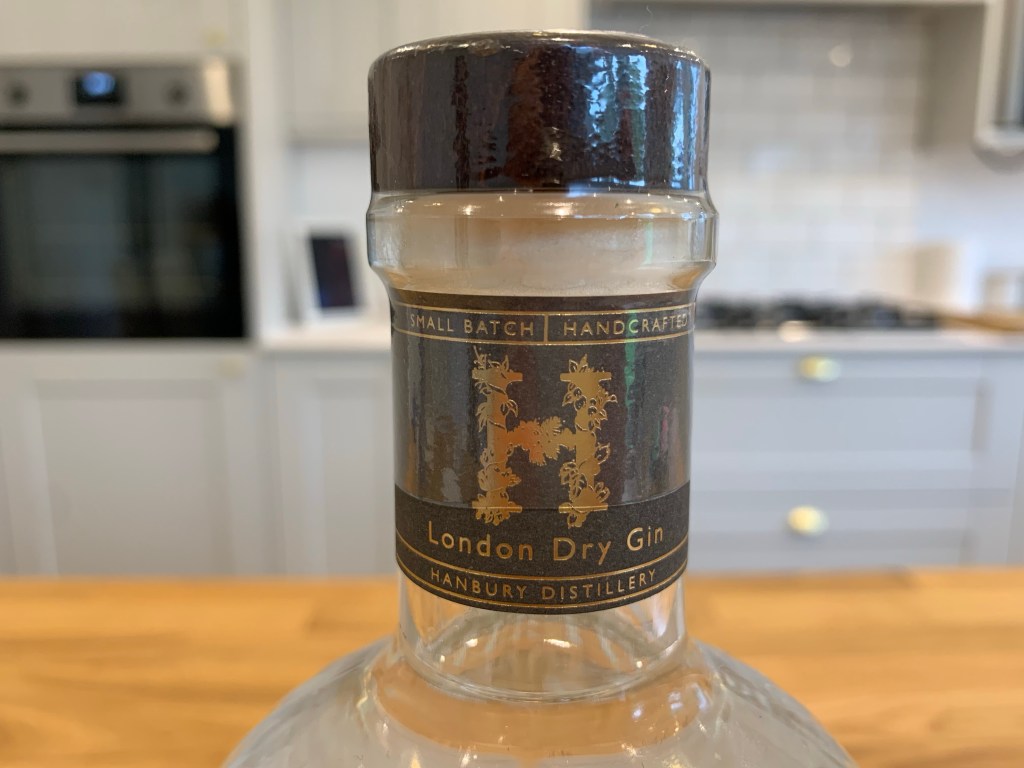 SMALL BATCH | HANDCRAFTED
H
London Dry Gin
HANBURY DISTILLERY